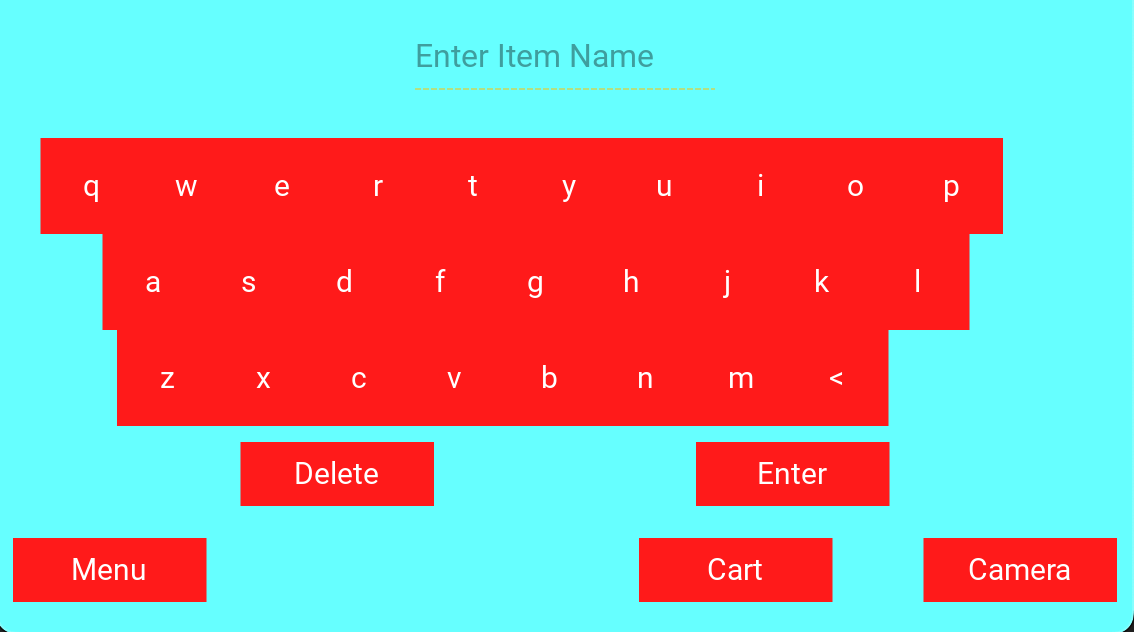 Enter Item Name
q w e r t y u i o p
a s d f g h j k l
z x c v b n m <
Delete Enter
Menu Cart Camera